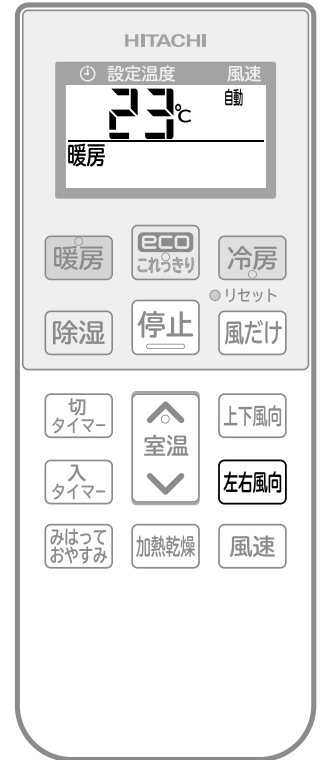 HITACHI
設定温度 風速
23℃ 自動
暖房
暖房 eco これっきり 冷房
リセット
除湿 停止 風だけ
切タイマー 室温 上下風向
入タイマー 左右風向
みはっておやすみ 加熱乾燥 風速